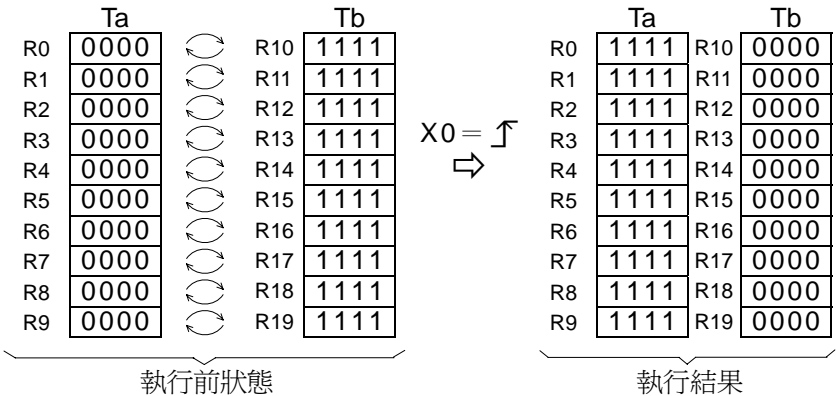 Ta Tb Ta Tb
R0 0000 R10 1111 R0 1111 R10 0000
R1 0000 R11 1111 R1 1111 R11 0000
R2 0000 R12 1111 R2 1111 R12 0000
R3 0000 R13 1111 X0= R3 1111 R13 0000
R4 0000 R14 1111 R4 1111 R14 0000
R5 0000 R15 1111 R5 1111 R15 0000
R6 0000 R16 1111 R6 1111 R16 0000
R7 0000 R17 1111 R7 1111 R17 0000
R8 0000 R18 1111 R8 1111 R18 0000
R9 0000 R19 1111 R9 1111 R19 0000
執行前狀態 執行結果